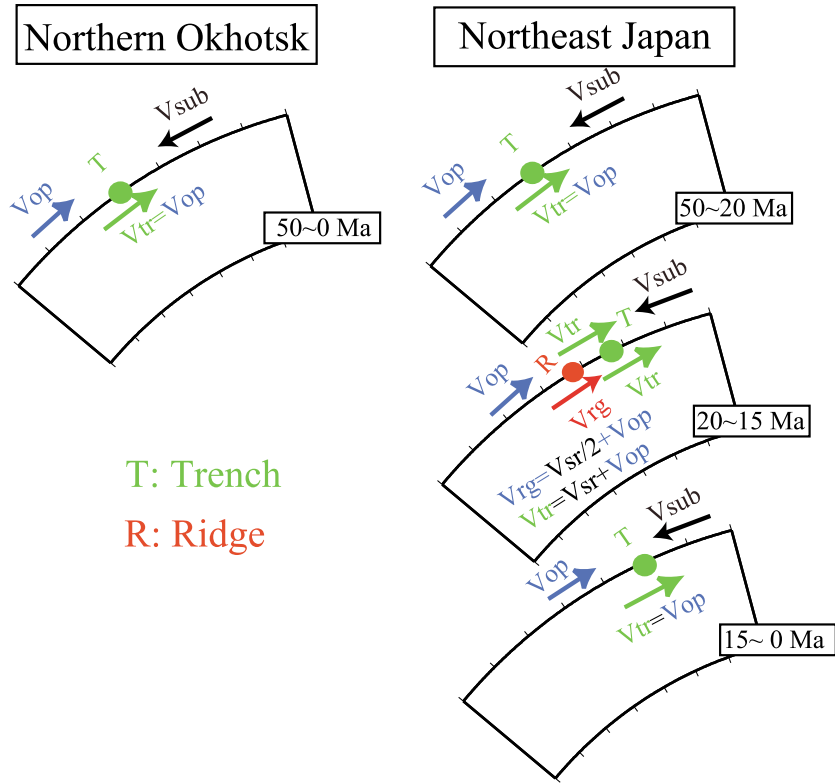 Northern Okhotsk
Vsub
T
Vop
Vtr=Vop
50~0 Ma
T: Trench
R: Ridge
Northeast Japan
Vsub
T
Vop
Vtr=Vop
50~20 Ma
Vsub
Vtr
T
R
Vop
Vtr
Vrg
Vrg=Vsr/2+Vop
Vtr=Vsr+Vop
20~15 Ma
Vsub
T
Vop
Vtr=Vop
15~ 0 Ma